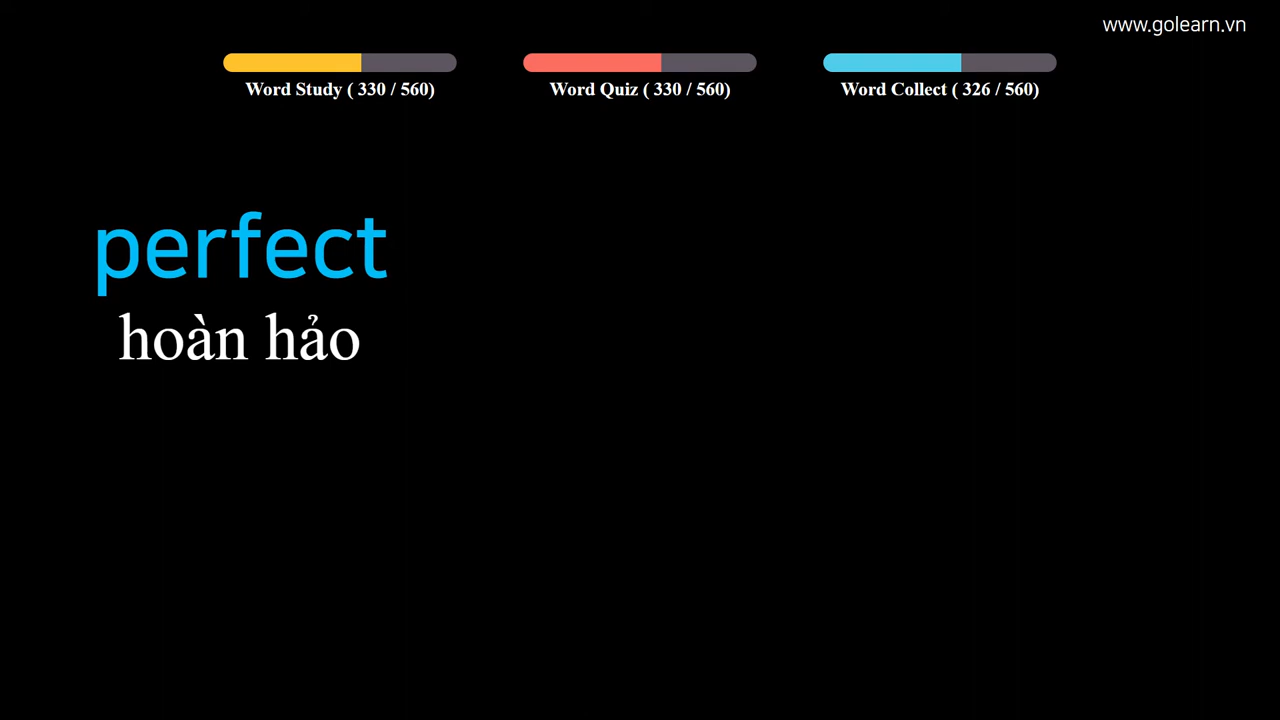 www.golearn.vn
Word Study ( 330 / 560)
Word Quiz ( 330 / 560)
Word Collect ( 326 / 560)
perfect
hoàn hảo